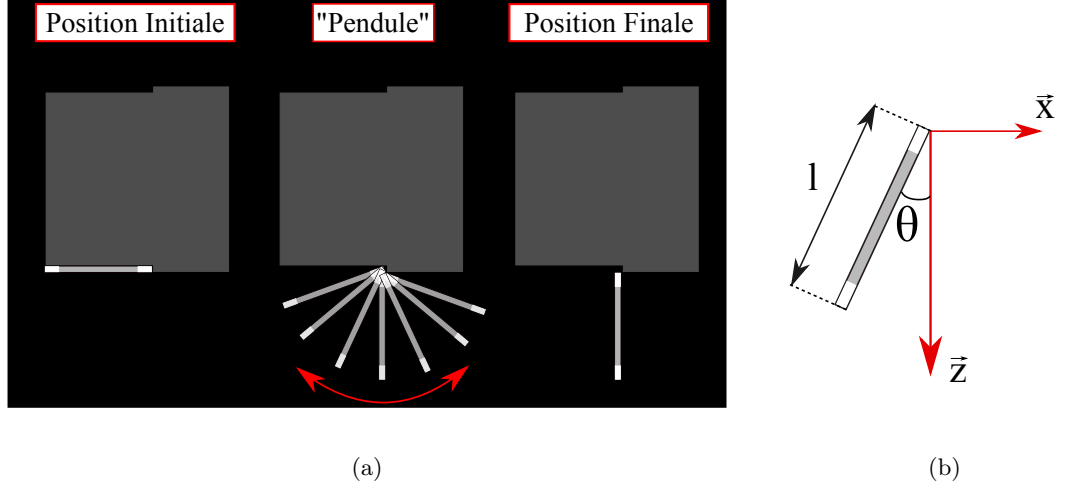 Position Initiale
"Pendule"
Position Finale
l
θ
x⃗
z⃗
(a)
(b)